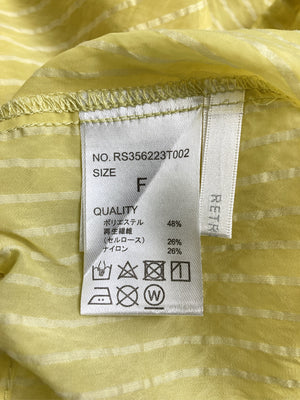 NO. RS356223T002
SIZE
F
QUALITY
ポリエステル 48%
再生繊維
(セルロース) 26%
ナイロン 26%
W
RETR